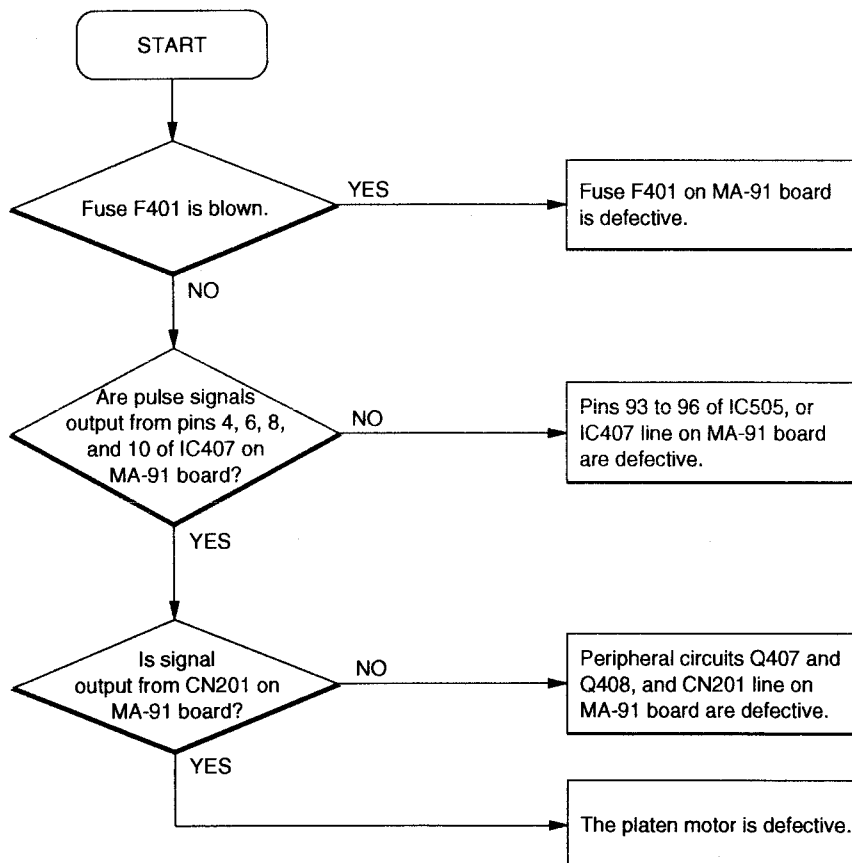 START
Fuse F401 is blown.
YES
Fuse F401 on MA-91 board
is defective.
NO
Are pulse signals
output from pins 4, 6, 8,
and 10 of IC407 on
MA-91 board?
NO
Pins 93 to 96 of IC505, or
IC407 line on MA-91 board
are defective.
YES
Is signal
output from CN201 on
MA-91 board?
NO
Peripheral circuits Q407 and
Q408, and CN201 line on
MA-91 board are defective.
YES
The platen motor is defective.